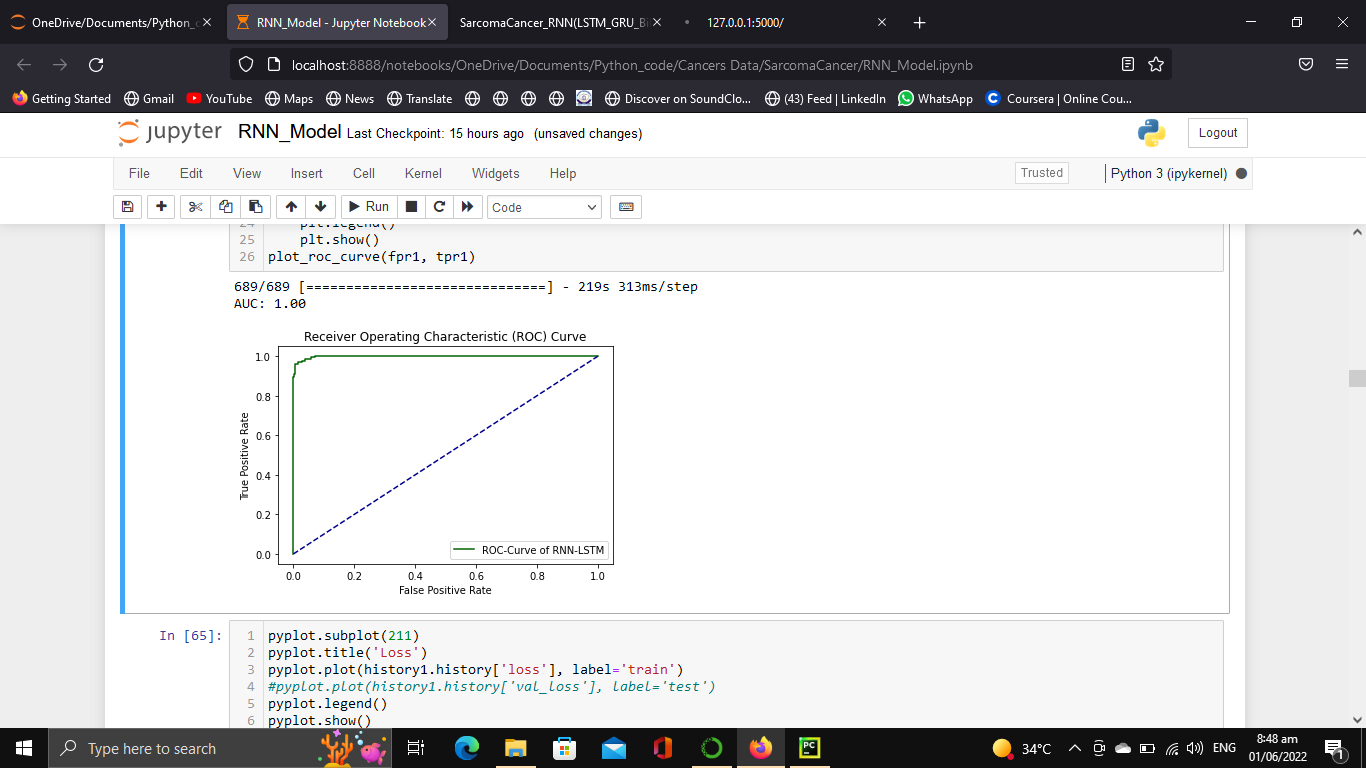 OneDrive/Documents/Python_c
RNN_Model - Jupyter Notebook
SarcomaCancer_RNN(LSTM_GRU_Bi
127.0.0.1:5000/
localhost:8888/notebooks/OneDrive/Documents/Python_code/Cancers Data/SarcomaCancer/RNN_Model.ipynb
Getting Started Gmail YouTube Maps News Translate Discover on SoundClo... (43) Feed | LinkedIn WhatsApp Coursera | Online Cou...
jupyter RNN_Model Last Checkpoint: 15 hours ago (unsaved changes) Logout
File Edit View Insert Cell Kernel Widgets Help Trusted Python 3 (ipykernel)
Run Code
24 plt.legend()
25 plt.show()
26 plot_roc_curve(fpr1, tpr1)
689/689 [==============================] - 219s 313ms/step
AUC: 1.00
Receiver Operating Characteristic (ROC) Curve
1.0
0.8
0.6
0.4
0.2
0.0
True Positive Rate
ROC-Curve of RNN-LSTM
0.0 0.2 0.4 0.6 0.8 1.0
False Positive Rate
In [65]:
1 pyplot.subplot(211)
2 pyplot.title('Loss')
3 pyplot.plot(history1.history['loss'], label='train')
4 #pyplot.plot(history1.history['val_loss'], label='test')
5 pyplot.legend()
6 pyplot.show()
Type here to search
PC
34°C ENG
8:48 am
01/06/2022
1